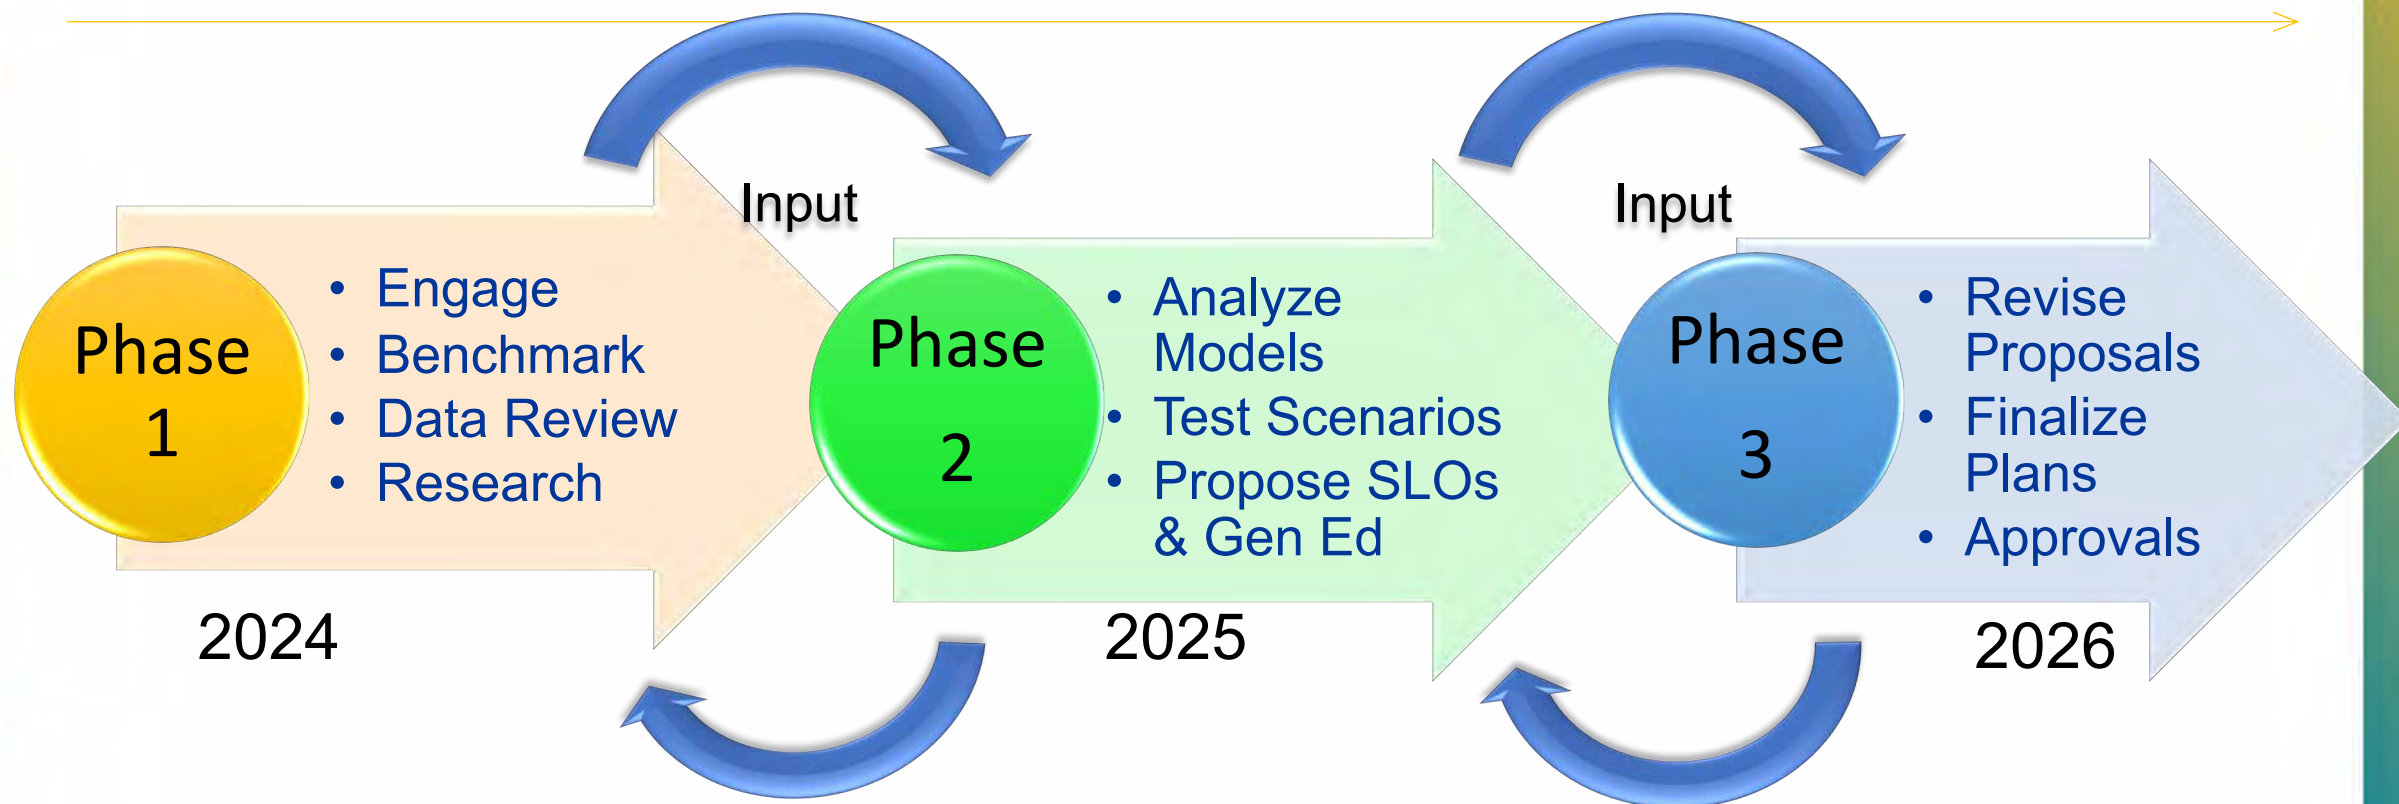 Input
Input
Phase
1
• Engage
• Benchmark
• Data Review
• Research
2024
Phase
2
• Analyze
Models
• Test Scenarios
• Propose SLOs
& Gen Ed
2025
Phase
3
• Revise
Proposals
• Finalize
Plans
• Approvals
2026